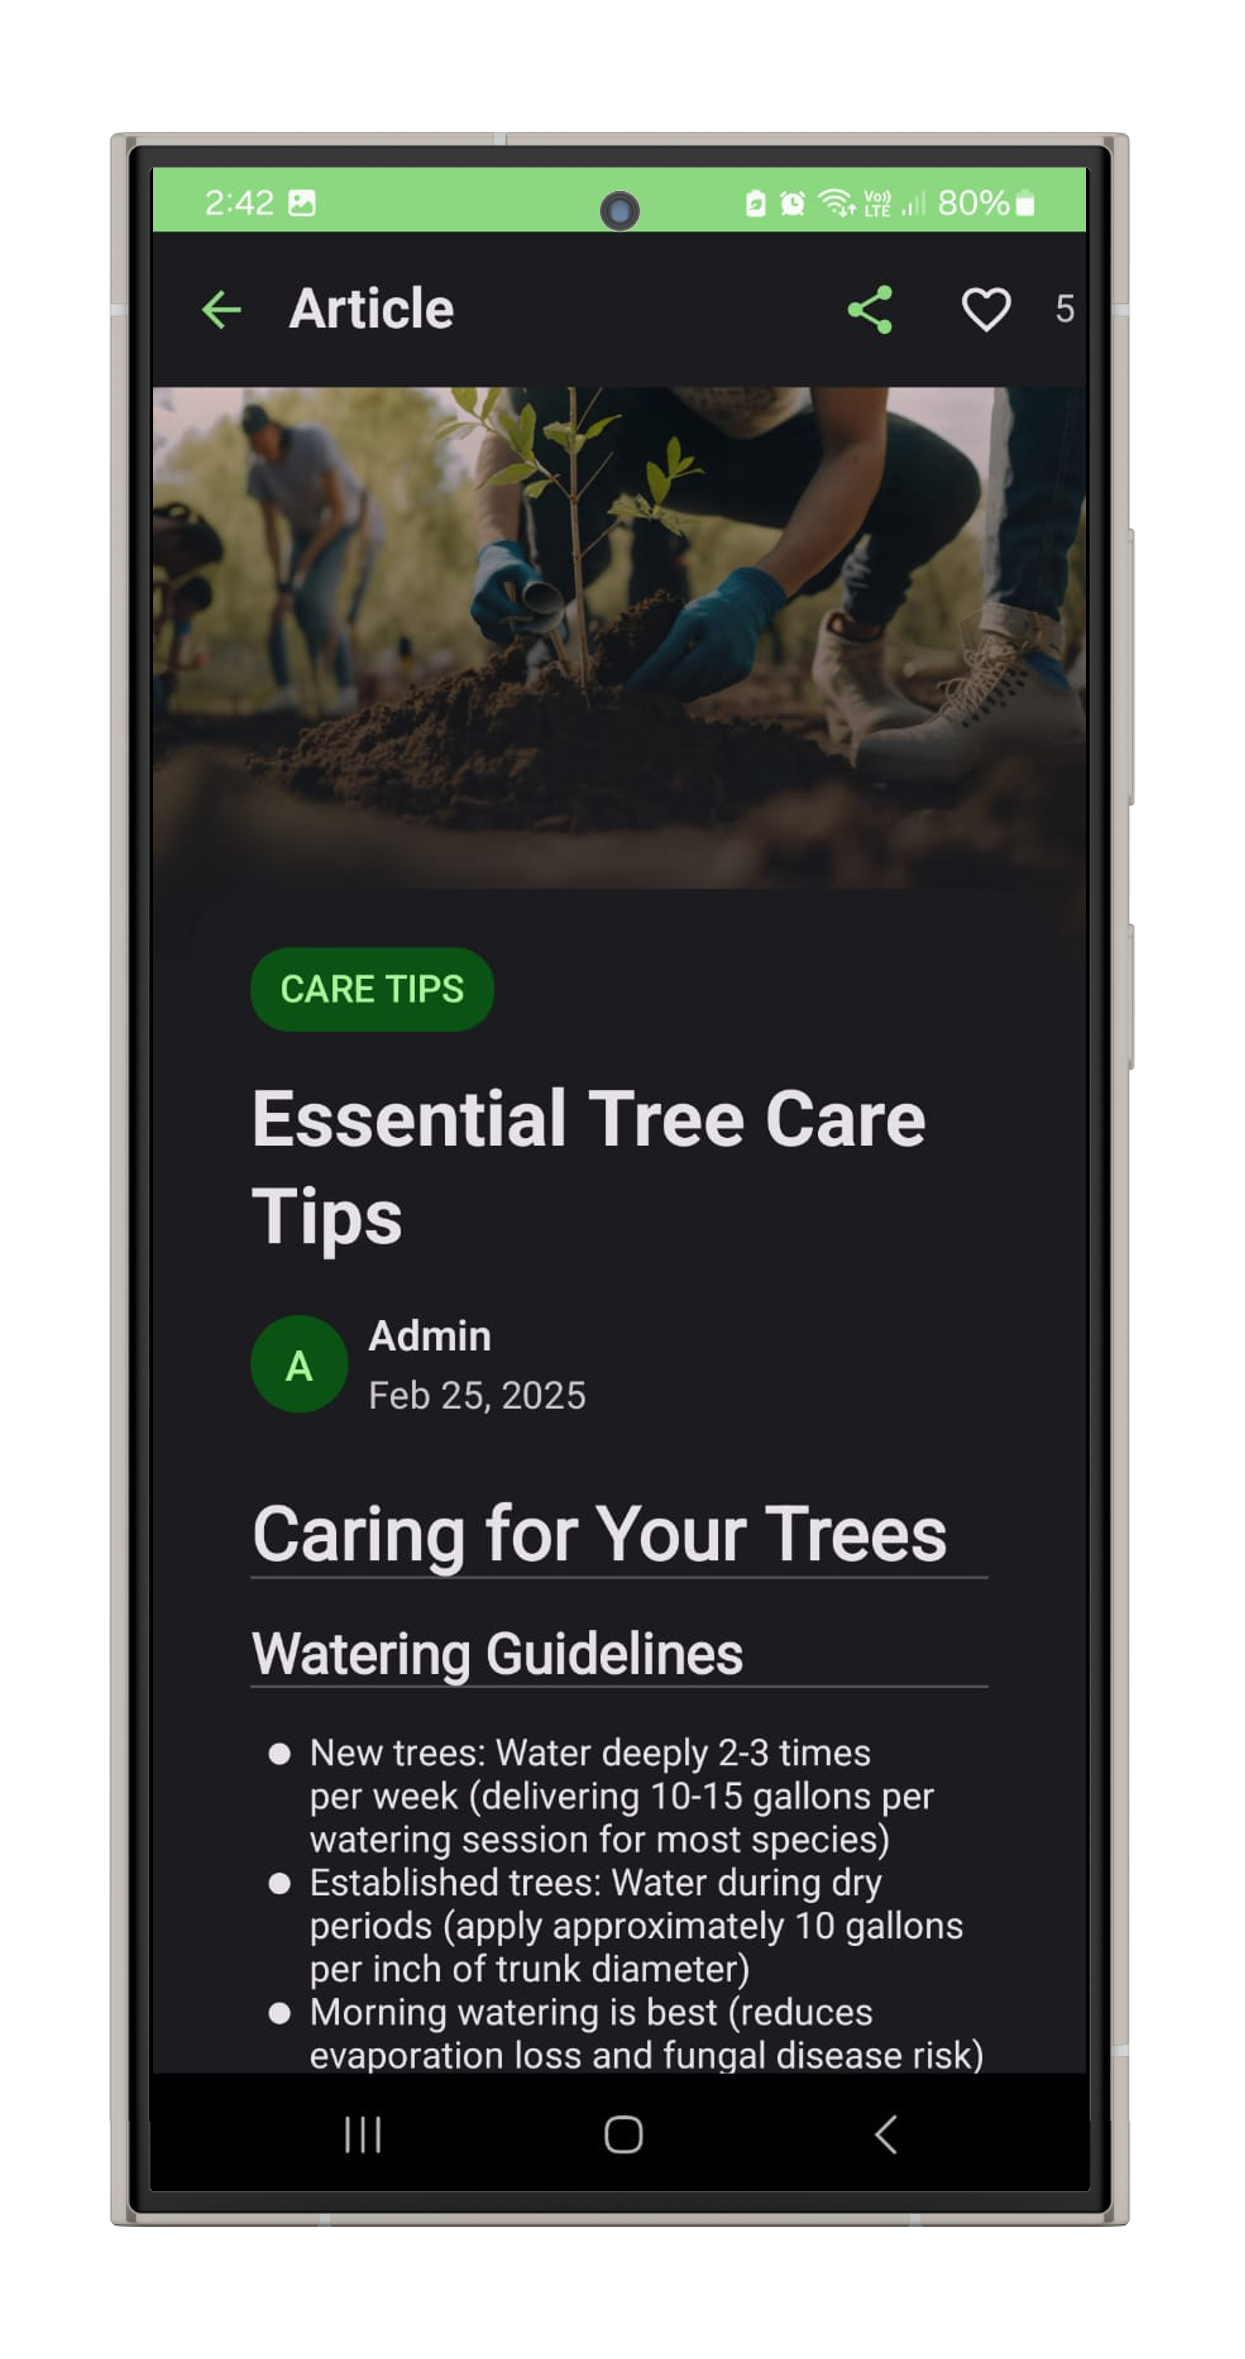 2:42
Vo)) LTE
80%
Article
5
CARE TIPS
Essential Tree Care
Tips
A
Admin
Feb 25, 2025
Caring for Your Trees
Watering Guidelines
● New trees: Water deeply 2-3 times
per week (delivering 10-15 gallons per
watering session for most species)
● Established trees: Water during dry
periods (apply approximately 10 gallons
per inch of trunk diameter)
● Morning watering is best (reduces
evaporation loss and fungal disease risk)